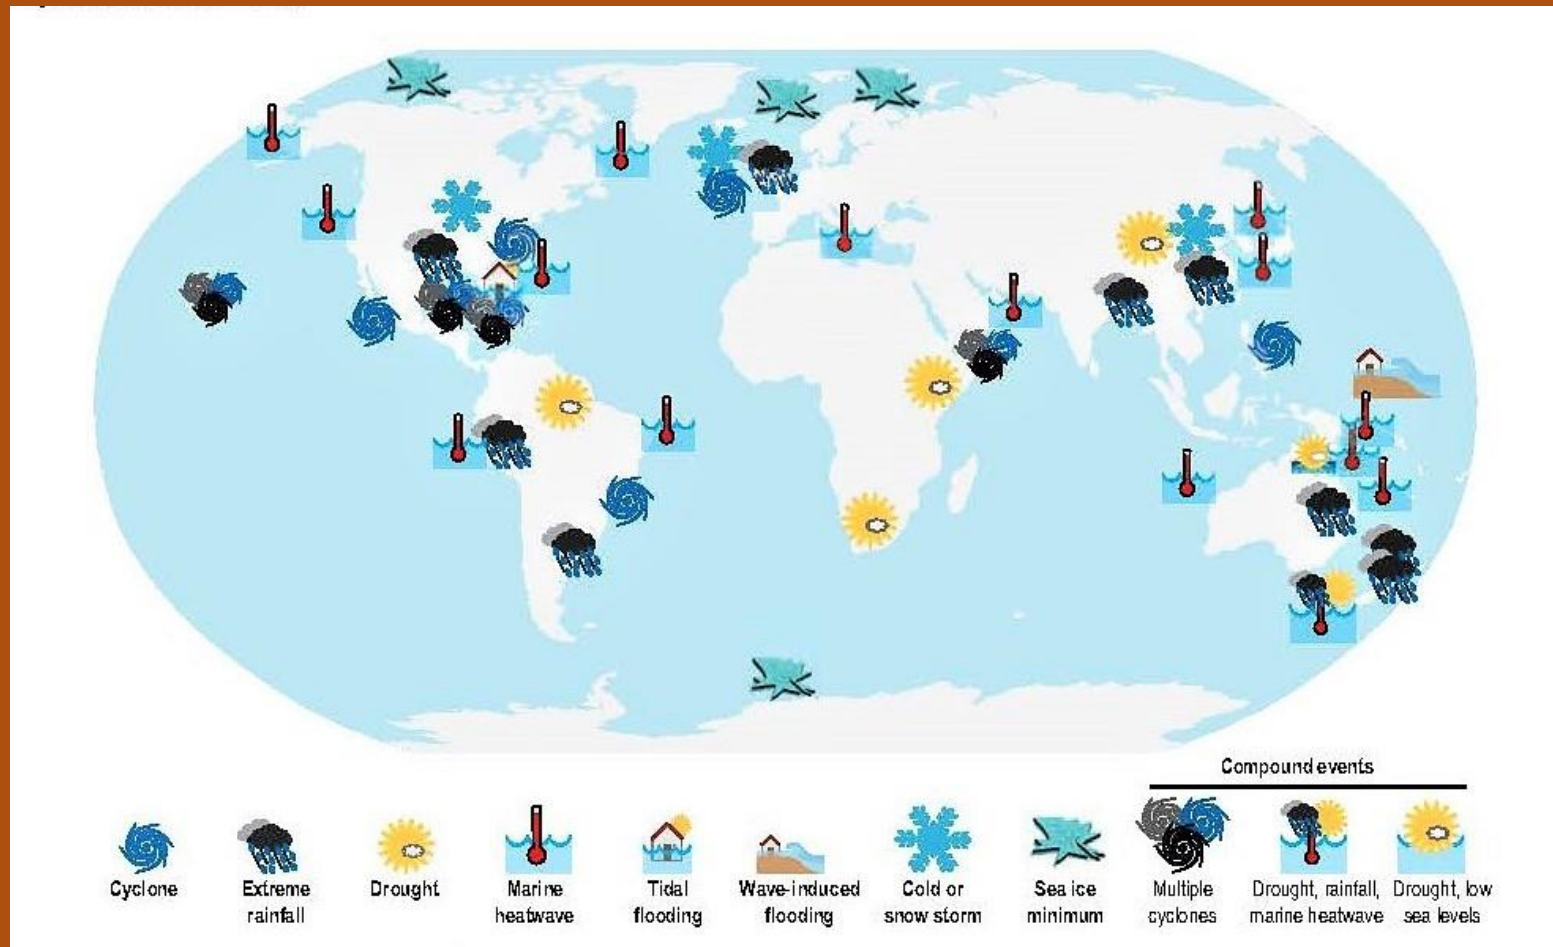 Compound events
Cyclone
Extreme
rainfall
Drought
Marine
heatwave
Tidal
flooding
Wave-induced
flooding
Cold or
snow storm
Sea ice
minimum
Multiple
cyclones
Drought, rainfall,
marine heatwave
Drought, low
sea levels